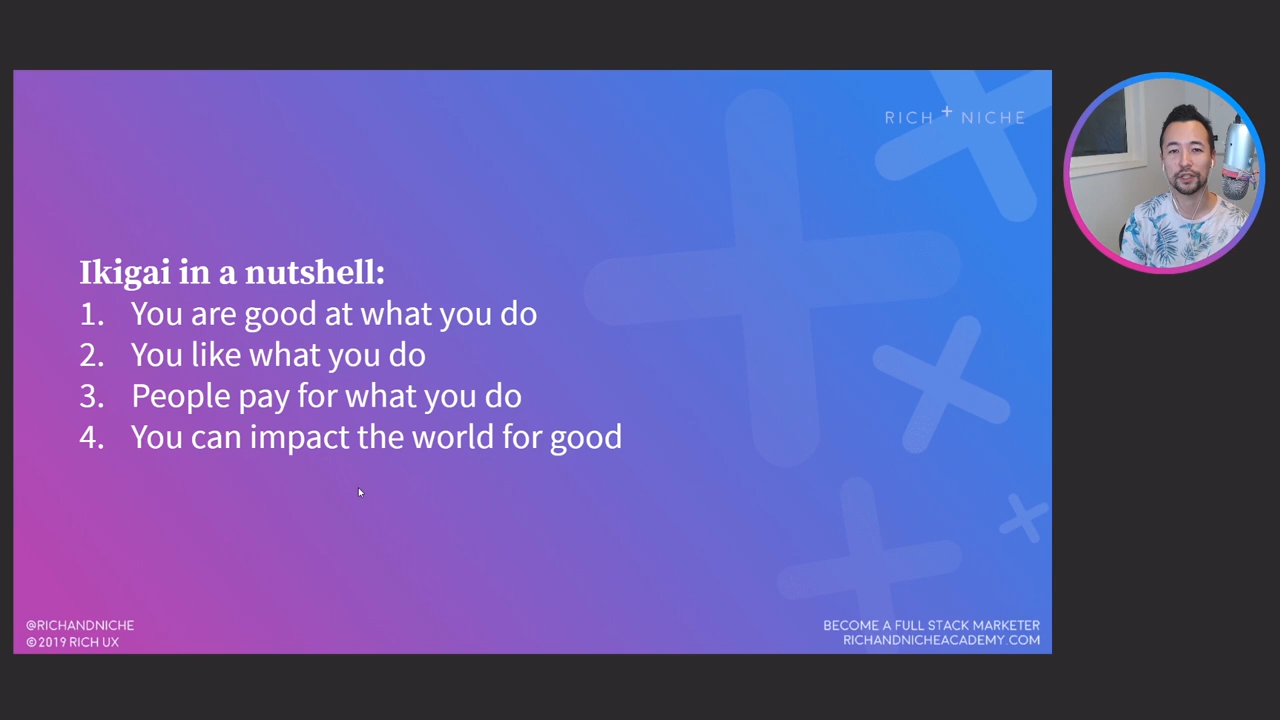 RICH + NICHE
Ikigai in a nutshell:
1. You are good at what you do
2. You like what you do
3. People pay for what you do
4. You can impact the world for good
@RICHANDNICHE
©2019 RICH UX
BECOME A FULL STACK MARKETER
RICHANDNICHEACADEMY.COM